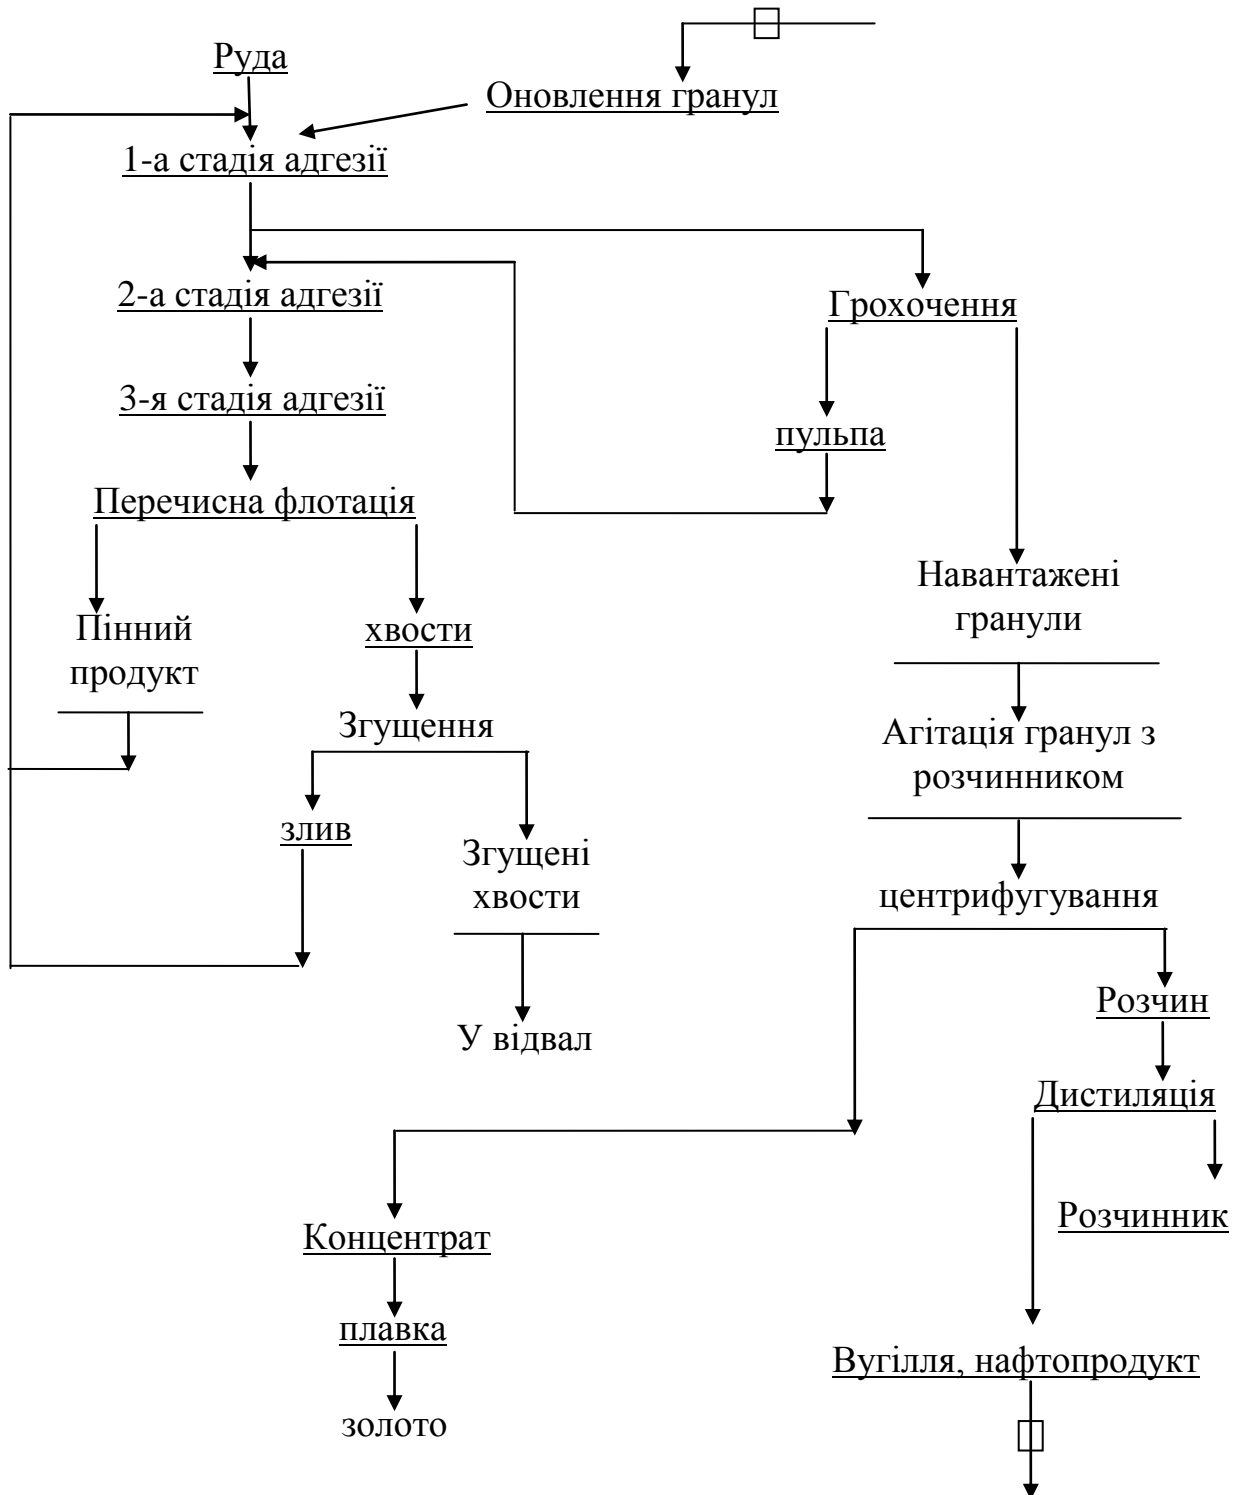 Руда
Оновлення гранул
1-а стадія адгезії
2-а стадія адгезії
Грохочення
3-я стадія адгезії
пульпа
Перечисна флотація
Навантажені
гранули
Пінний
продукт
хвости
Згущення
Агітація гранул з
розчинником
злив
Згущені
хвости
центрифугування
Розчин
У відвал
Дистиляція
Розчинник
Концентрат
плавка
Вугілля, нафтопродукт
золото